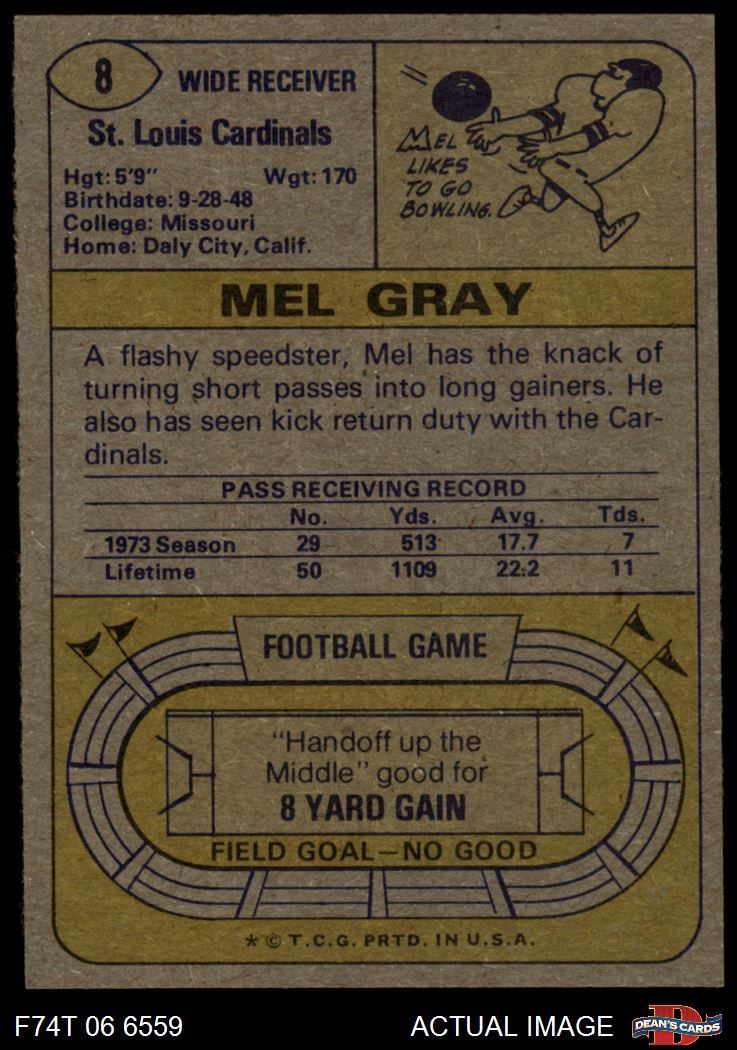 8
WIDE RECEIVER
St. Louis Cardinals
Hgt: 5'9" Wgt: 170
Birthdate: 9-28-48
College: Missouri
Home: Daly City, Calif.
MEL
LIKES
TO GO
BOWLING.
MEL GRAY
A flashy speedster, Mel has the knack of
turning short passes into long gainers. He
also has seen kick return duty with the Car-
dinals.
PASS RECEIVING RECORD
No. Yds. Avg. Tds.
1973 Season 29 513 17.7 7
Lifetime 50 1109 22.2 11
FOOTBALL GAME
"Handoff up the
Middle" good for
8 YARD GAIN
FIELD GOAL—NO GOOD
* © T.C.G. PRTD. IN U.S.A.
F74T 06 6559 ACTUAL IMAGE
DEAN'S CARDS